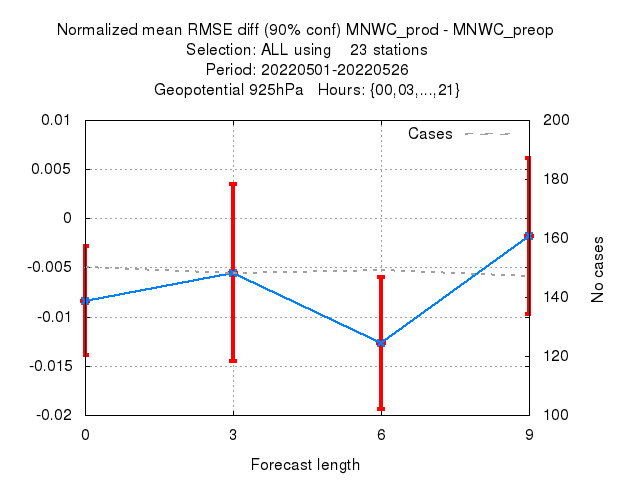 Normalized mean RMSE diff (90% conf) MNWC_prod - MNWC_preop
Selection: ALL using    23 stations
Period: 20220501-20220526
Geopotential 925hPa   Hours: {00,03,...,21}
Cases
0.01
0.005
0
-0.005
-0.01
-0.015
-0.02
200
180
160
140
120
100
No cases
0 3 6 9
Forecast length